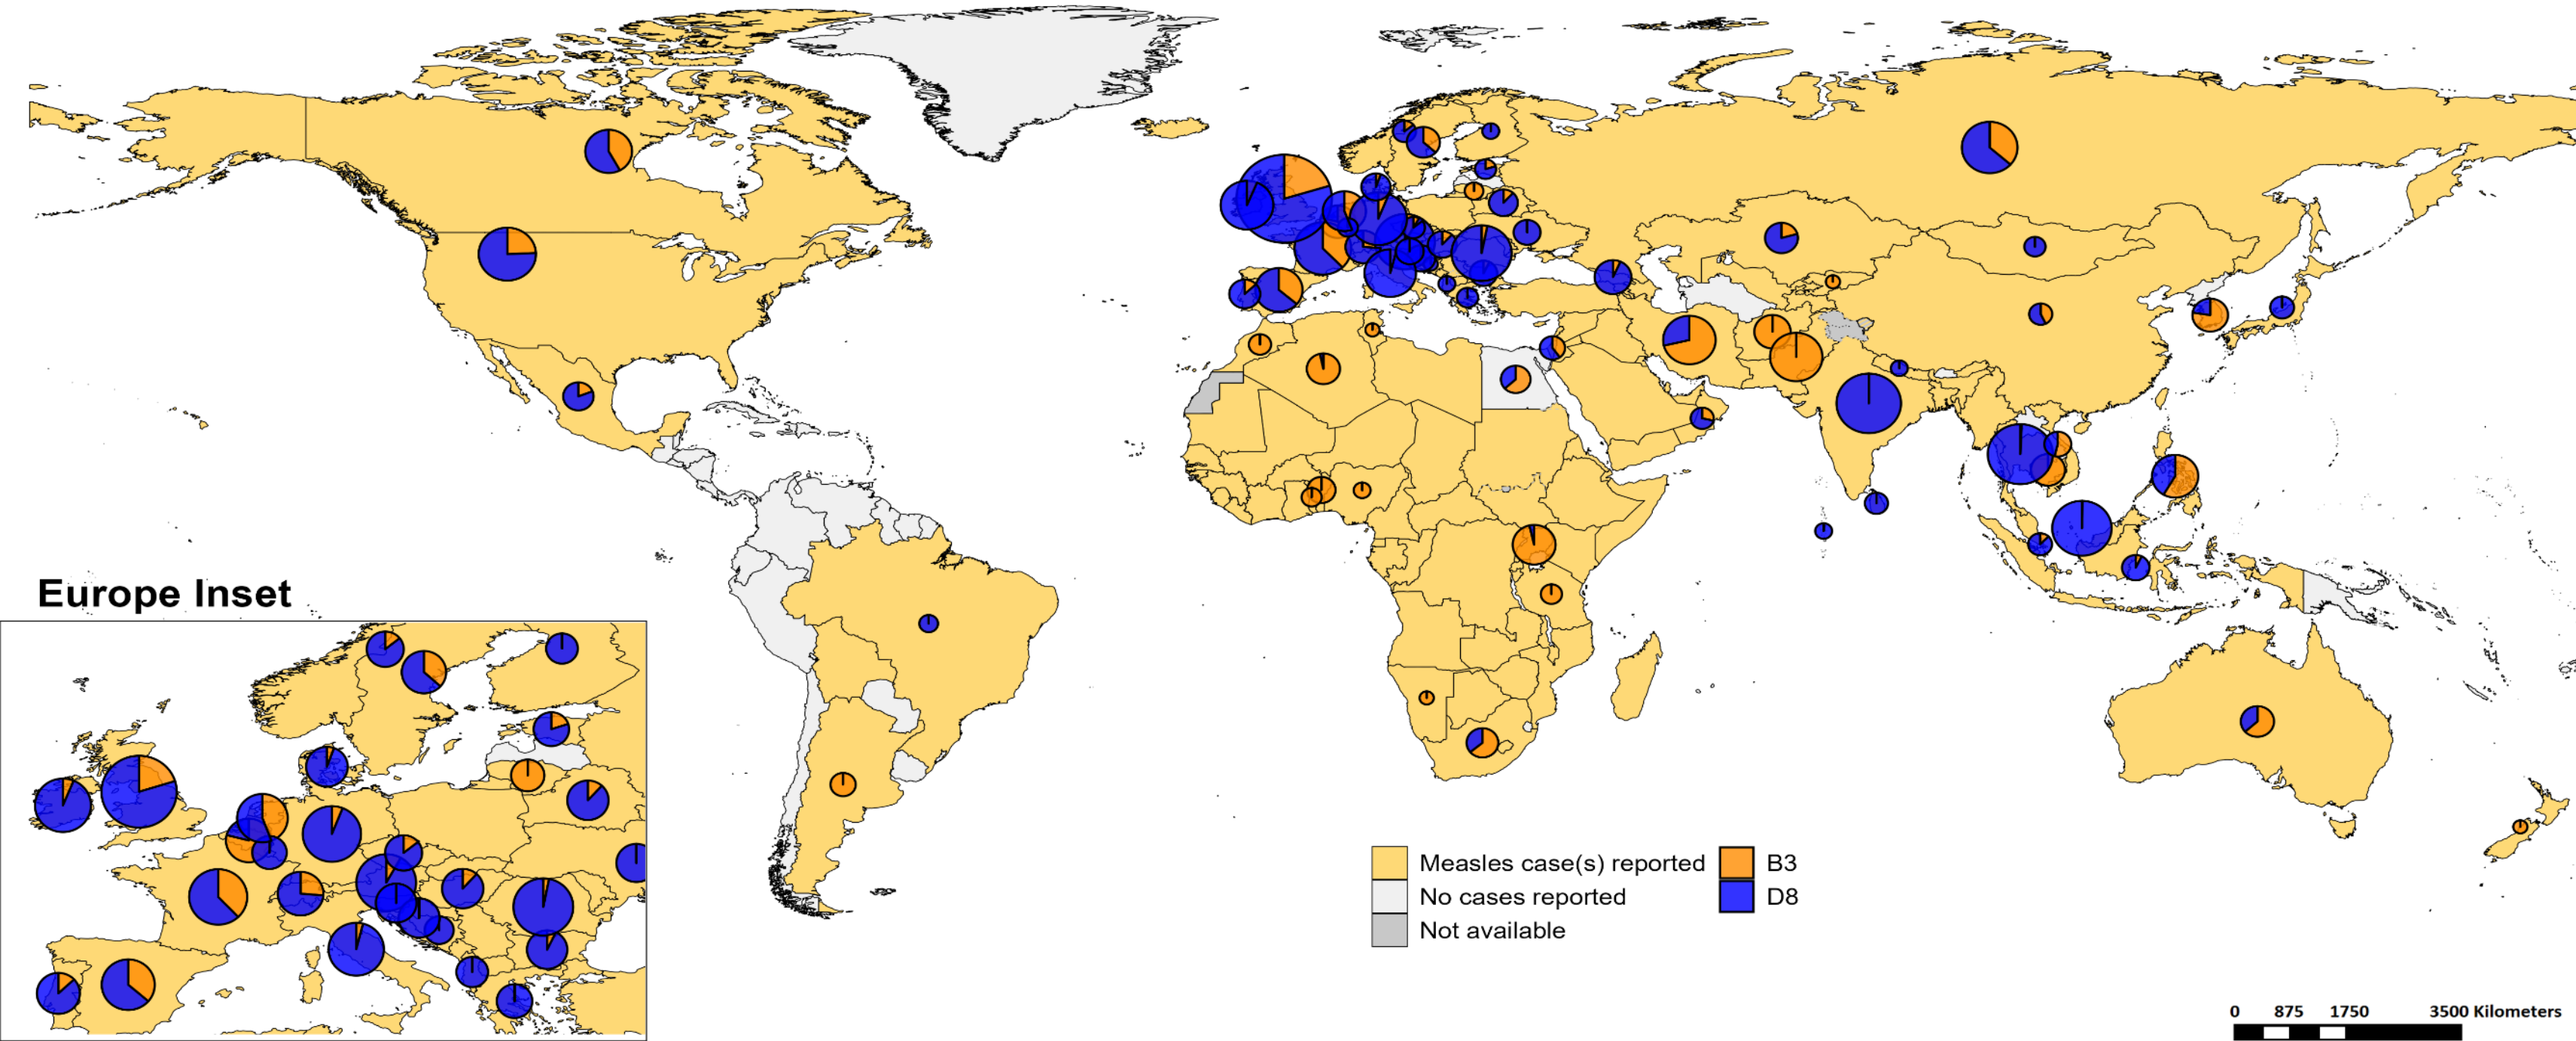 Europe Inset
Measles case(s) reported
No cases reported
Not available
B3
D8
0 875 1750 3500 Kilometers